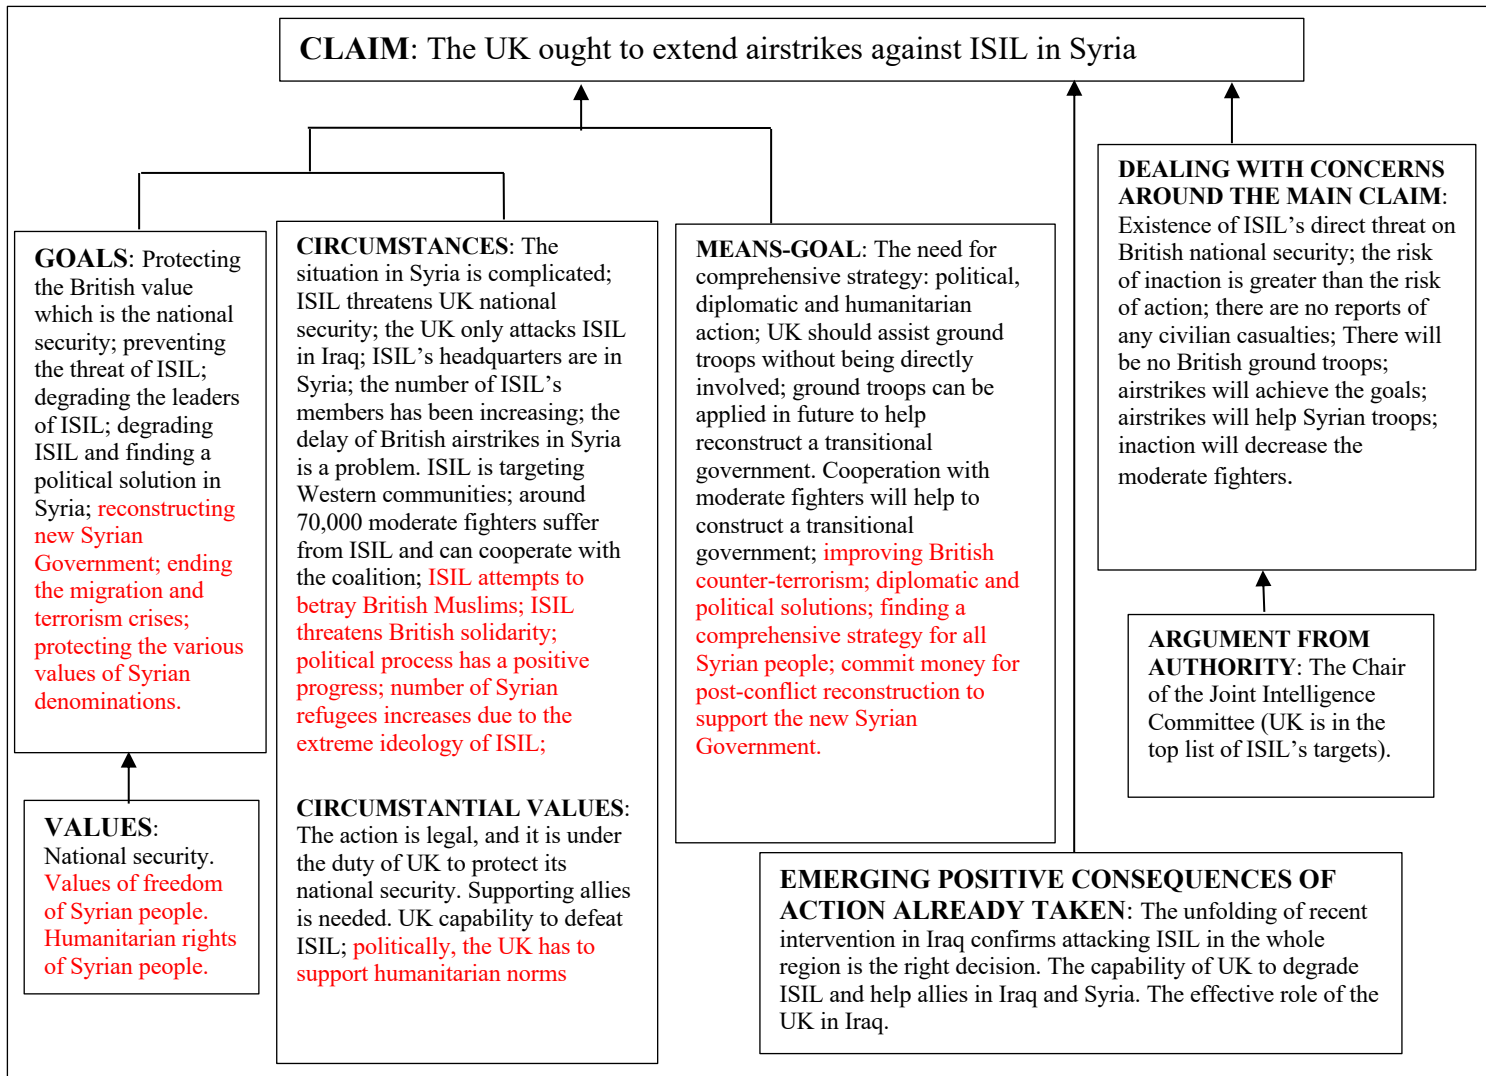 CLAIM: The UK ought to extend airstrikes against ISIL in Syria
GOALS: Protecting
the British value
which is the national
security; preventing
the threat of ISIL;
degrading the leaders
of ISIL; degrading
ISIL and finding a
political solution in
Syria; reconstructing
new Syrian
Government; ending
the migration and
terrorism crises;
protecting the various
values of Syrian
denominations.
VALUES:
National security.
Values of freedom
of Syrian people.
Humanitarian rights
of Syrian people.
CIRCUMSTANCES: The
situation in Syria is complicated;
ISIL threatens UK national
security; the UK only attacks ISIL
in Iraq; ISIL’s headquarters are in
Syria; the number of ISIL’s
members has been increasing; the
delay of British airstrikes in Syria
is a problem. ISIL is targeting
Western communities; around
70,000 moderate fighters suffer
from ISIL and can cooperate with
the coalition; ISIL attempts to
betray British Muslims; ISIL
threatens British solidarity;
political process has a positive
progress; number of Syrian
refugees increases due to the
extreme ideology of ISIL;
CIRCUMSTANTIAL VALUES:
The action is legal, and it is under
the duty of UK to protect its
national security. Supporting allies
is needed. UK capability to defeat
ISIL; politically, the UK has to
support humanitarian norms
MEANS-GOAL: The need for
comprehensive strategy: political,
diplomatic and humanitarian
action; UK should assist ground
troops without being directly
involved; ground troops can be
applied in future to help
reconstruct a transitional
government. Cooperation with
moderate fighters will help to
construct a transitional
government; improving British
counter-terrorism; diplomatic and
political solutions; finding a
comprehensive strategy for all
Syrian people; commit money for
post-conflict reconstruction to
support the new Syrian
Government.
DEALING WITH CONCERNS
AROUND THE MAIN CLAIM:
Existence of ISIL’s direct threat on
British national security; the risk
of inaction is greater than the risk
of action; there are no reports of
any civilian casualties; There will
be no British ground troops;
airstrikes will achieve the goals;
airstrikes will help Syrian troops;
inaction will decrease the
moderate fighters.
ARGUMENT FROM
AUTHORITY: The Chair
of the Joint Intelligence
Committee (UK is in the
top list of ISIL’s targets).
EMERGING POSITIVE CONSEQUENCES OF
ACTION ALREADY TAKEN: The unfolding of recent
intervention in Iraq confirms attacking ISIL in the whole
region is the right decision. The capability of UK to degrade
ISIL and help allies in Iraq and Syria. The effective role of the
UK in Iraq.